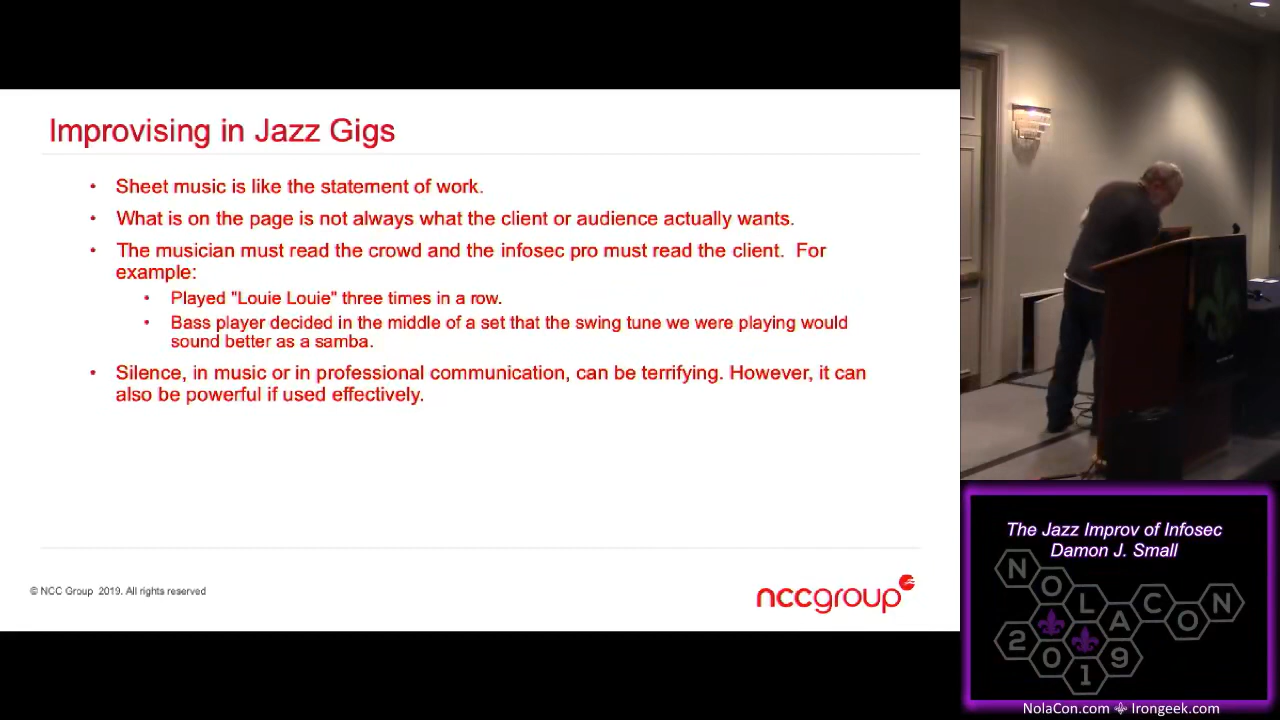 Improvising in Jazz Gigs
• Sheet music is like the statement of work.
• What is on the page is not always what the client or audience actually wants.
• The musician must read the crowd and the infosec pro must read the client. For
example:
• Played "Louie Louie" three times in a row.
• Bass player decided in the middle of a set that the swing tune we were playing would
sound better as a samba.
• Silence, in music or in professional communication, can be terrifying. However, it can
also be powerful if used effectively.
© NCC Group 2019. All rights reserved
nccgroup
The Jazz Improv of Infosec
Damon J. Small
NOLACON
2019
NolaCon.com ⚜ Irongeek.com